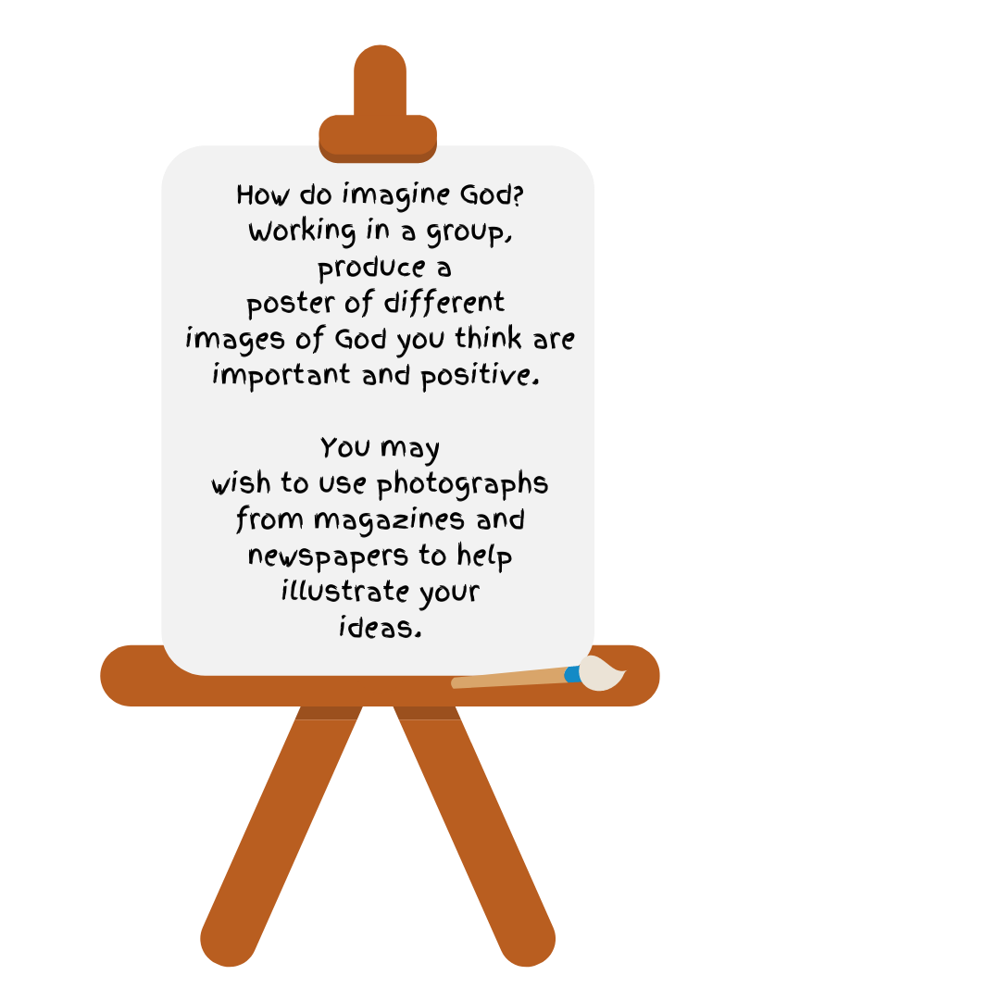 How do imagine God?
Working in a group,
produce a
poster of different
images of God you think are
important and positive.
You may
wish to use photographs
from magazines and
newspapers to help
illustrate your
ideas.